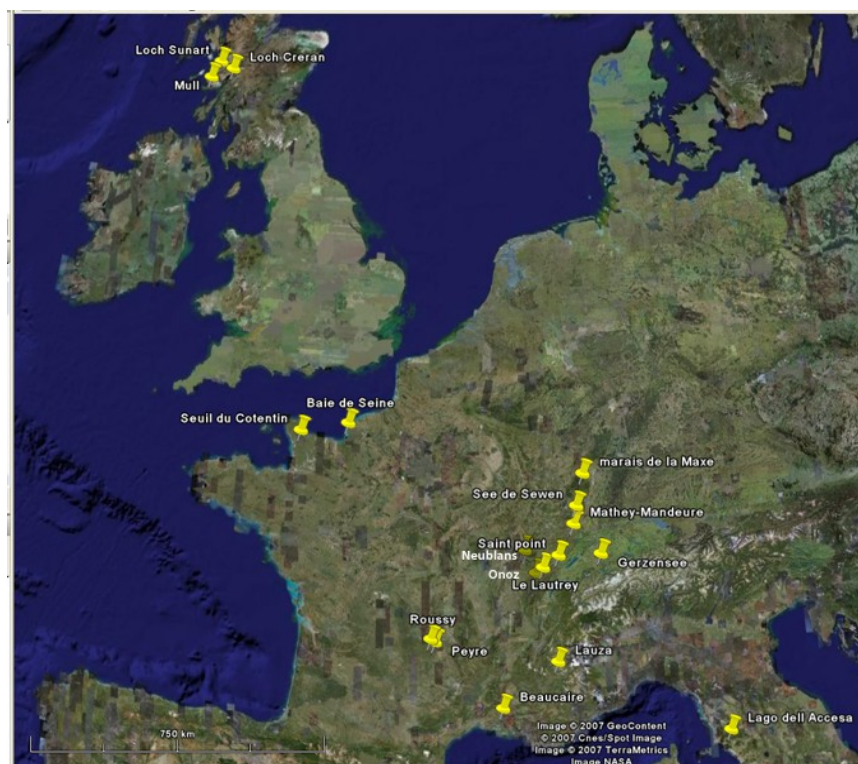 Loch Sunart
Loch Creran
Mull
Baie de Seine
Seuil du Cotentin
marais de la Maxe
See de Sewen
Mathey-Mandeure
Saint point
Neublans
Gerzensee
Onoz
Le Lautrey
Roussy
Peyre
Lauza
Beaucaire
Lago dell Accesa
Image © 2007 GeoContent
© 2007 Cnes/Spot Image
Image © 2007 TerraMetrics
Image NASA
750 km